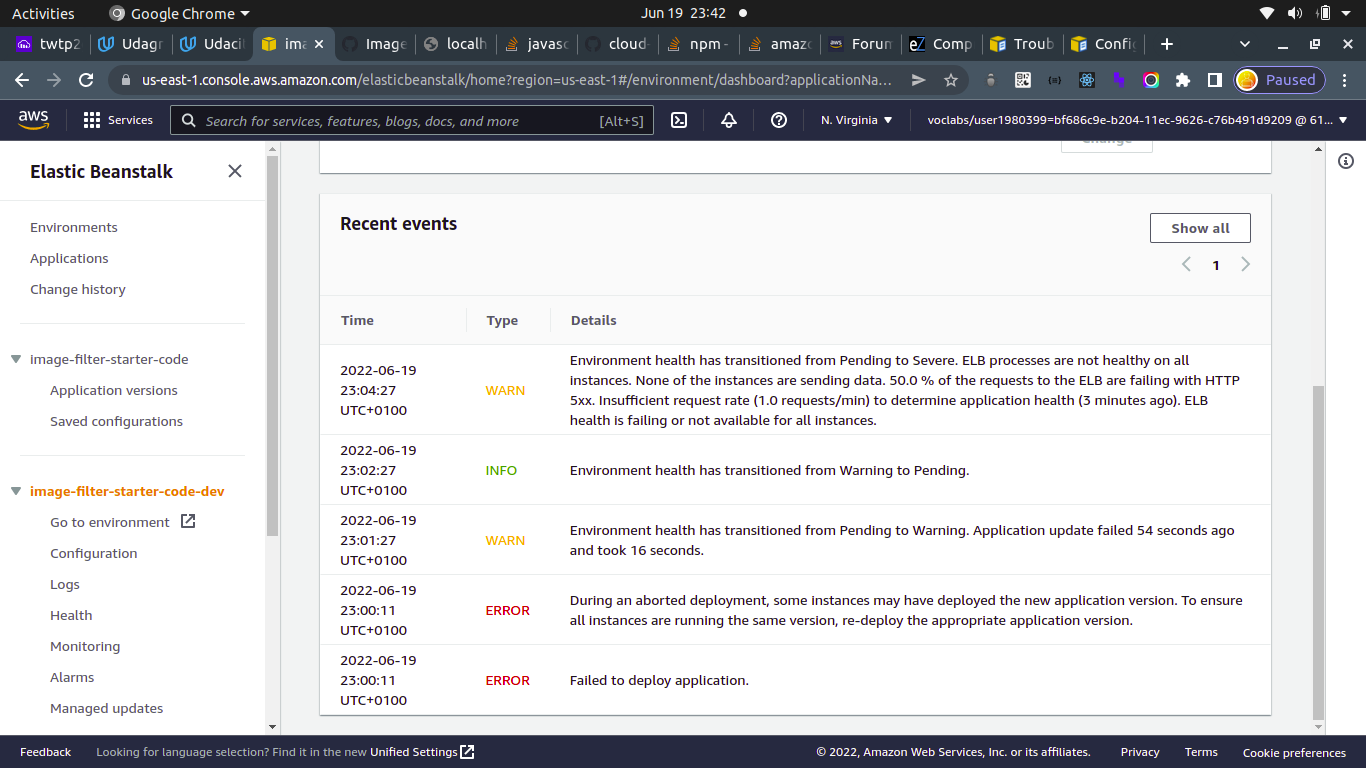 Activities
Google Chrome
Jun 19 23:42
twtp2
Udagr
Udaci
ima
Image
localh
javasc
cloud-
npm -
amazo
Forum
eZ
Comp
Troub
Config
us-east-1.console.aws.amazon.com/elasticbeanstalk/home?region=us-east-1#/environment/dashboard?applicationNa...
Paused
aws
Services
Search for services, features, blogs, docs, and more
[Alt+S]
N. Virginia
voclabs/user1980399=bf686c9e-b204-11ec-9626-c76b491d9209 @ 61...
Elastic Beanstalk
Environments
Applications
Change history
image-filter-starter-code
Application versions
Saved configurations
image-filter-starter-code-dev
Go to environment
Configuration
Logs
Health
Monitoring
Alarms
Managed updates
Change
Recent events
Show all
1
Time Type Details
2022-06-19
23:04:27
UTC+0100
WARN
Environment health has transitioned from Pending to Severe. ELB processes are not healthy on all
instances. None of the instances are sending data. 50.0 % of the requests to the ELB are failing with HTTP
5xx. Insufficient request rate (1.0 requests/min) to determine application health (3 minutes ago). ELB
health is failing or not available for all instances.
2022-06-19
23:02:27
UTC+0100
INFO
Environment health has transitioned from Warning to Pending.
2022-06-19
23:01:27
UTC+0100
WARN
Environment health has transitioned from Pending to Warning. Application update failed 54 seconds ago
and took 16 seconds.
2022-06-19
23:00:11
UTC+0100
ERROR
During an aborted deployment, some instances may have deployed the new application version. To ensure
all instances are running the same version, re-deploy the appropriate application version.
2022-06-19
23:00:11
UTC+0100
ERROR
Failed to deploy application.
Feedback
Looking for language selection? Find it in the new Unified Settings
© 2022, Amazon Web Services, Inc. or its affiliates.
Privacy
Terms
Cookie preferences